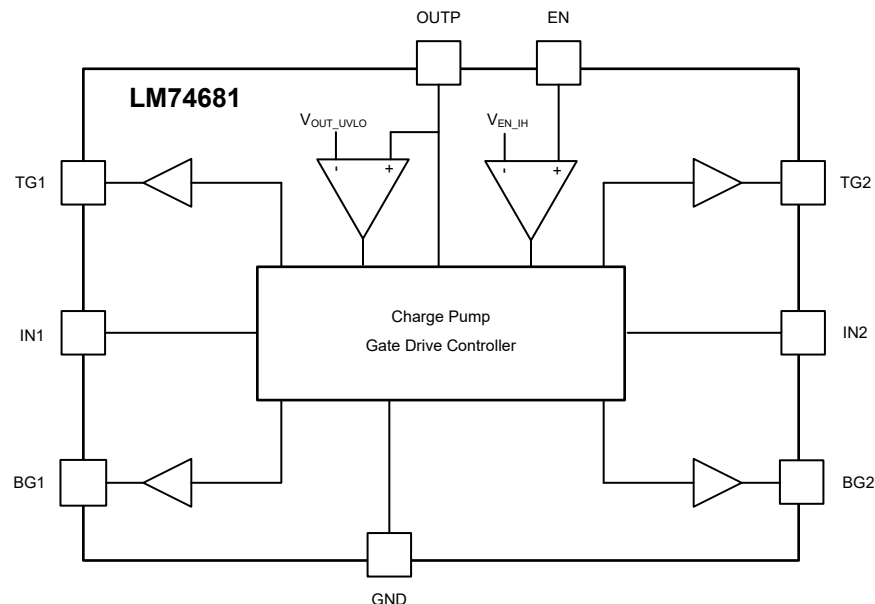 OUTP
EN
LM74681
VOUT_UVLO
VEN_IH
-
+
-
+
TG1
TG2
IN1
Charge Pump
Gate Drive Controller
IN2
BG1
BG2
GND